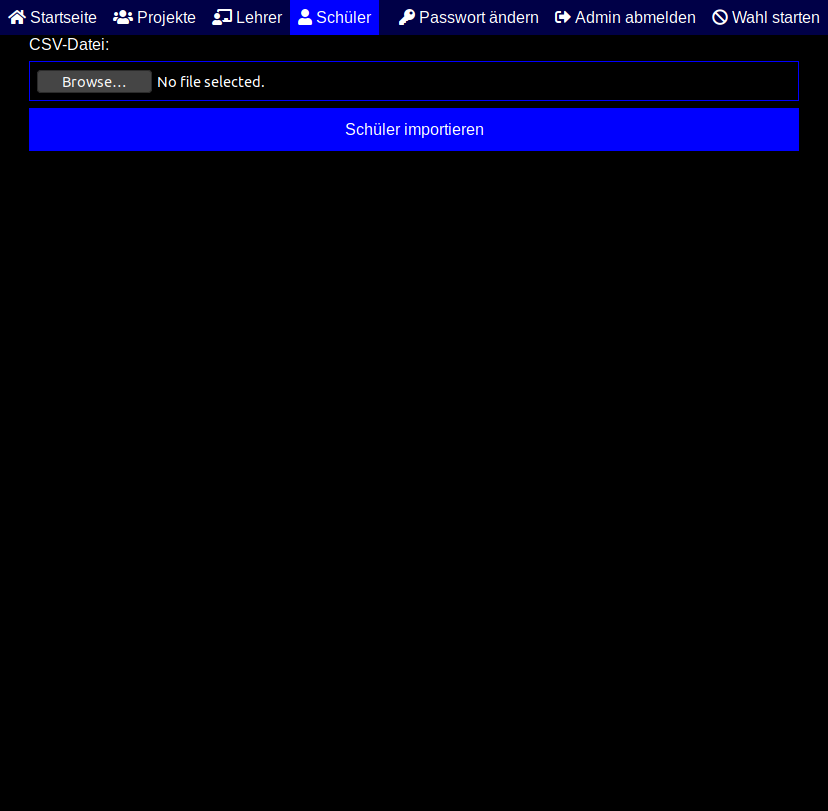 Startseite Projekte Lehrer Schüler Passwort ändern Admin abmelden Wahl starten
CSV-Datei:
Browse... No file selected.
Schüler importieren